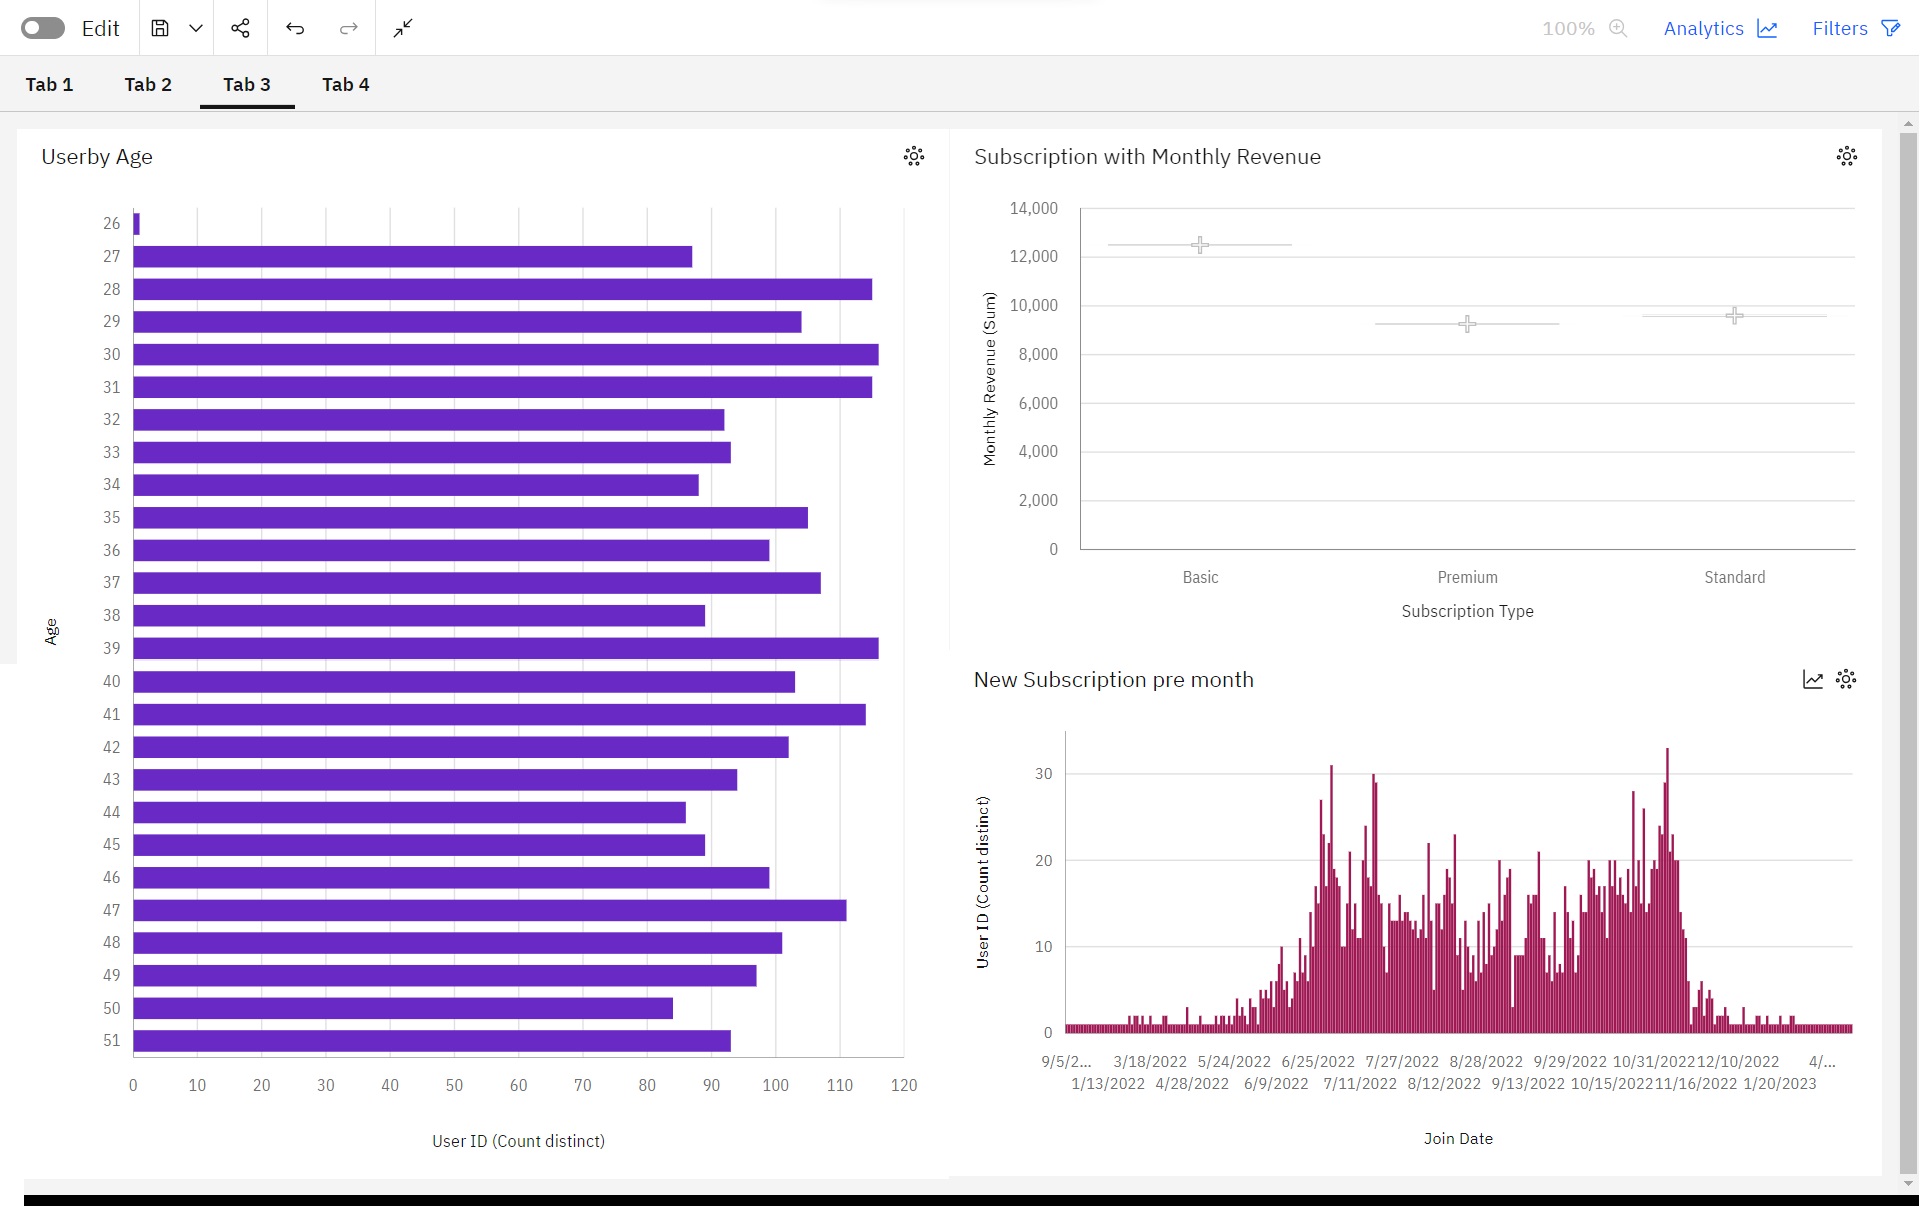 Edit
100%
Analytics
Filters
Tab 1 Tab 2 Tab 3 Tab 4
Userby Age
Age
26
27
28
29
30
31
32
33
34
35
36
37
38
39
40
41
42
43
44
45
46
47
48
49
50
51
0 10 20 30 40 50 60 70 80 90 100 110 120
User ID (Count distinct)
Subscription with Monthly Revenue
Monthly Revenue (Sum)
14,000
12,000
10,000
8,000
6,000
4,000
2,000
0
Basic Premium Standard
Subscription Type
New Subscription pre month
User ID (Count distinct)
30
20
10
0
9/5/2... 3/18/2022 5/24/2022 6/25/2022 7/27/2022 8/28/2022 9/29/2022 10/31/2022 12/10/2022 4/...
1/13/2022 4/28/2022 6/9/2022 7/11/2022 8/12/2022 9/13/2022 10/15/2022 11/16/2022 1/20/2023
Join Date